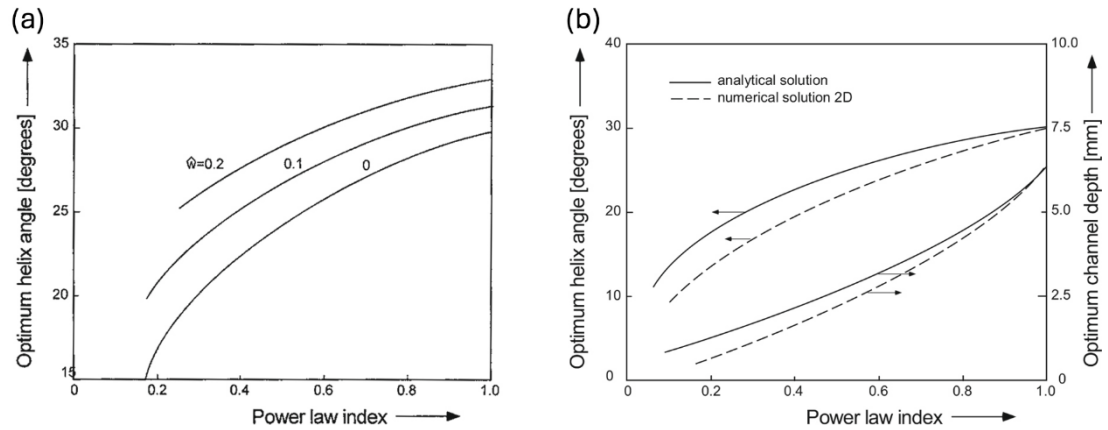 (a)
35
30
25
20
15
Optimum helix angle [degrees]
ŵ=0.2
0.1
0
0
0.2
0.4
0.6
0.8
1.0
Power law index
(b)
40
30
20
10
0
Optimum helix angle [degrees]
analytical solution
numerical solution 2D
10.0
7.5
5.0
2.5
0
Optimum channel depth [mm]
0
0.2
0.4
0.6
0.8
1.0
Power law index